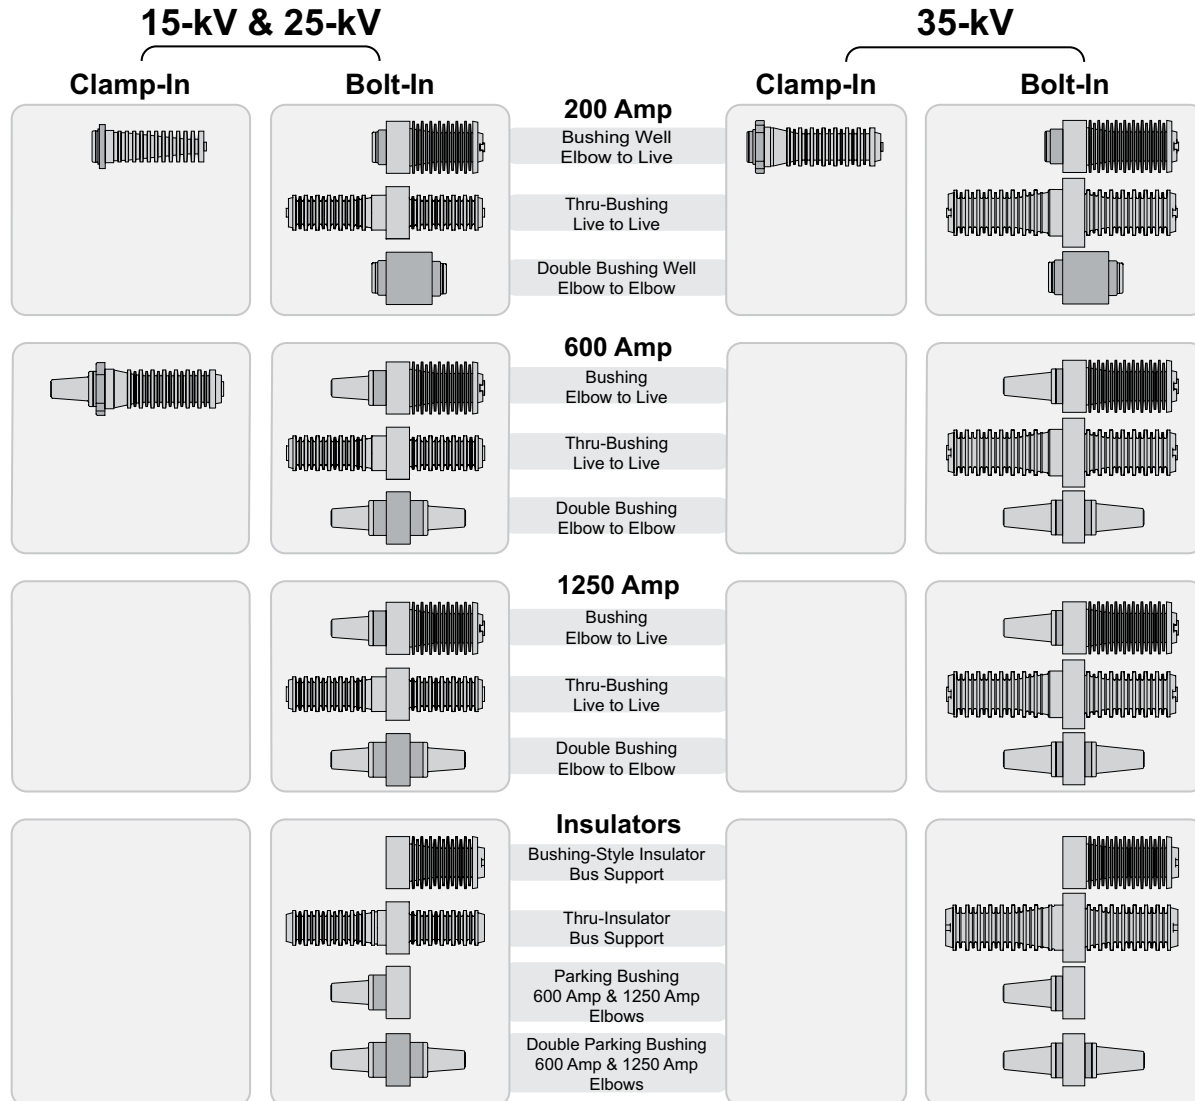 15-kV & 25-kV
35-kV
Clamp-In
Bolt-In
Clamp-In
Bolt-In
200 Amp
Bushing Well
Elbow to Live
Thru-Bushing
Live to Live
Double Bushing Well
Elbow to Elbow
600 Amp
Bushing
Elbow to Live
Thru-Bushing
Live to Live
Double Bushing
Elbow to Elbow
1250 Amp
Bushing
Elbow to Live
Thru-Bushing
Live to Live
Double Bushing
Elbow to Elbow
Insulators
Bushing-Style Insulator
Bus Support
Thru-Insulator
Bus Support
Parking Bushing
600 Amp & 1250 Amp
Elbows
Double Parking Bushing
600 Amp & 1250 Amp
Elbows